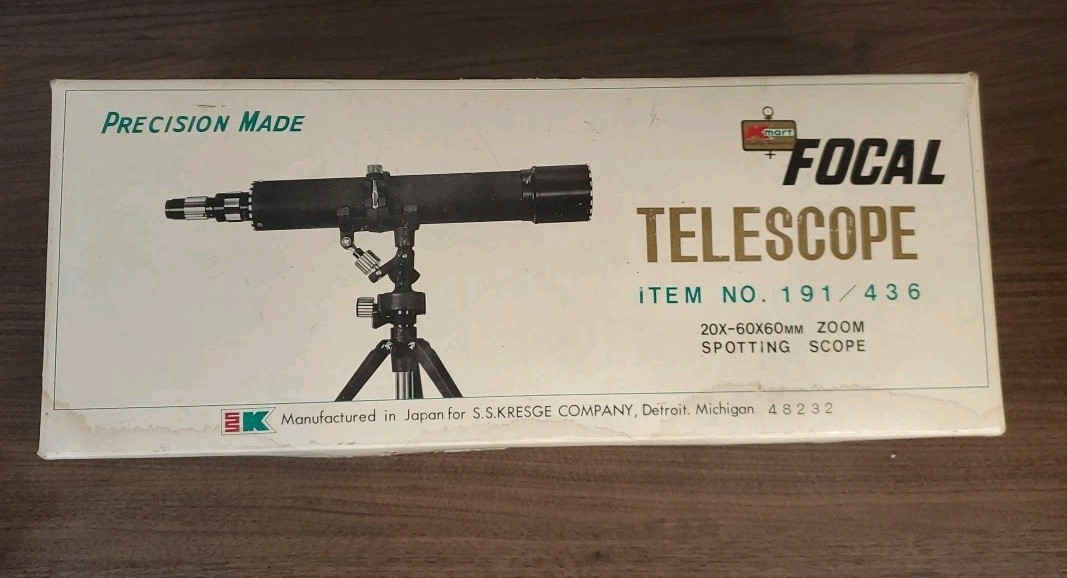 PRECISION MADE
Kmart
FOCAL
TELESCOPE
ITEM NO. 191/436
20X-60X60MM ZOOM
SPOTTING SCOPE
SSK Manufactured in Japan for S.S.KRESGE COMPANY, Detroit. Michigan 48232